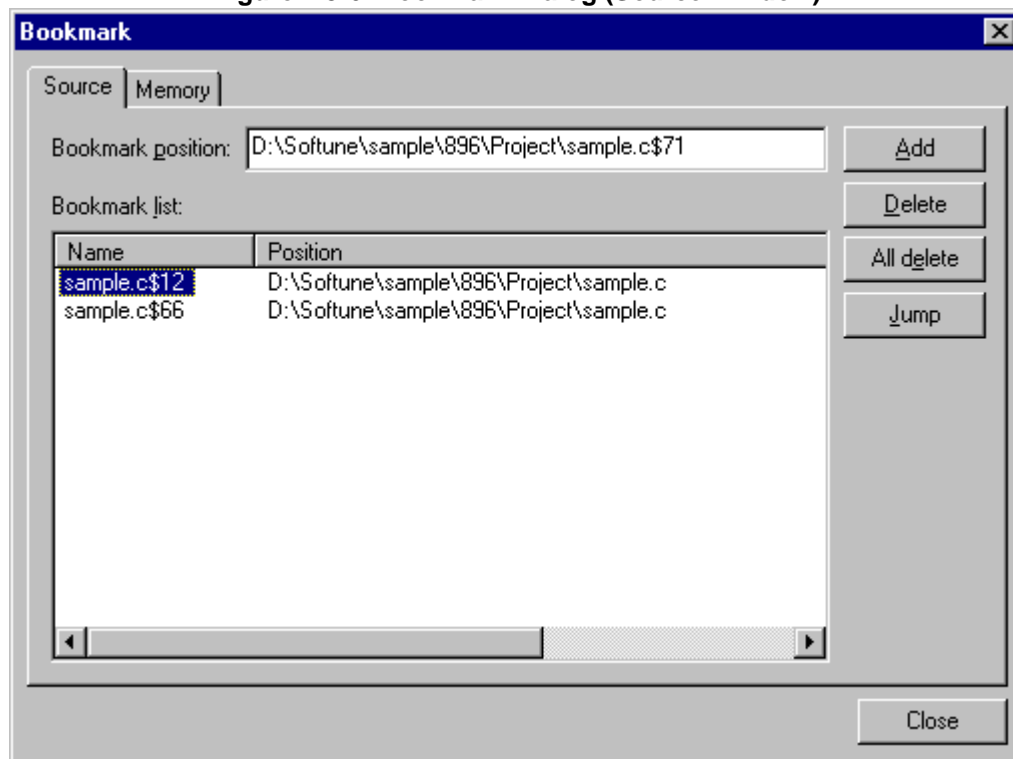 Bookmark
Source Memory
Bookmark position: D:\Softune\sample\896\Project\sample.c$71 Add
Bookmark list: Delete
Name Position All delete
sample.c$12 D:\Softune\sample\896\Project\sample.c
sample.c$66 D:\Softune\sample\896\Project\sample.c Jump
Close